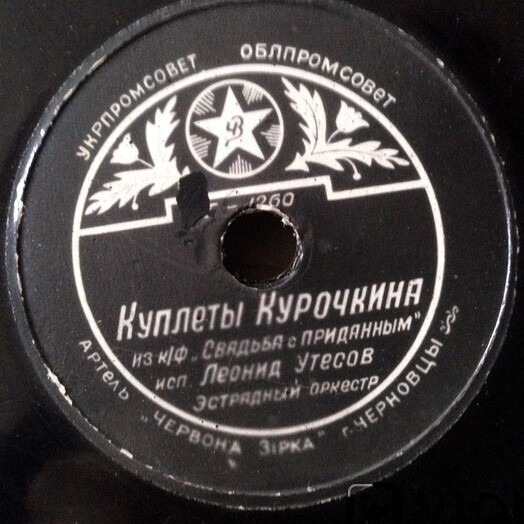 УКРПРОМСОВЕТ ОБЛПРОМСОВЕТ
1260
Куплеты Курочкина
из к/ф „Свадьба с приданным"
исп. Леонид Утесов
Эстрадный оркестр
Артель „ЧЕРВОНА ЗІРКА" г. ЧЕРНОВЦЫ